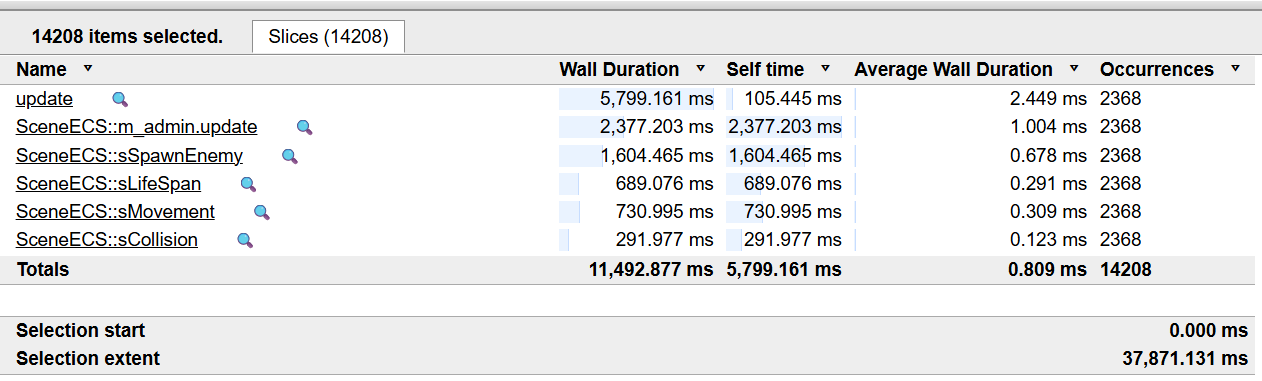 14208 items selected. Slices (14208)
Name Wall Duration Self time Average Wall Duration Occurrences
update 5,799.161 ms 105.445 ms 2.449 ms 2368
SceneECS::m_admin.update 2,377.203 ms 2,377.203 ms 1.004 ms 2368
SceneECS::sSpawnEnemy 1,604.465 ms 1,604.465 ms 0.678 ms 2368
SceneECS::sLifeSpan 689.076 ms 689.076 ms 0.291 ms 2368
SceneECS::sMovement 730.995 ms 730.995 ms 0.309 ms 2368
SceneECS::sCollision 291.977 ms 291.977 ms 0.123 ms 2368
Totals 11,492.877 ms 5,799.161 ms 0.809 ms 14208
Selection start 0.000 ms
Selection extent 37,871.131 ms